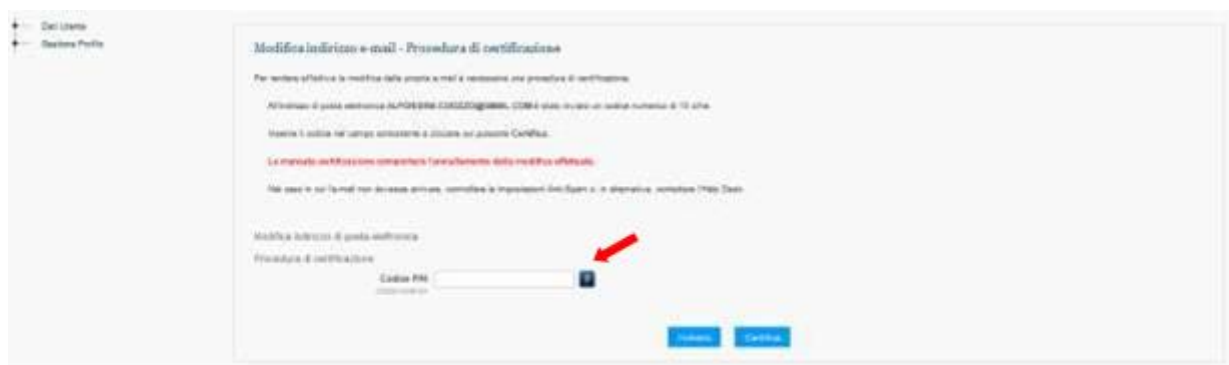 Dati Utente
Gestione Profilo
Modifica indirizzo e-mail - Procedura di certificazione
Per rendere effettiva la modifica della propria e-mail è necessaria una procedura di certificazione.
All'indirizzo di posta elettronica è stato inviato un codice numerico di 10 cifre.
Inserire il codice nel campo sottostante e cliccare sul pulsante Certifica.
La mancata certificazione comporterà l'annullamento della modifica effettuata.
Nel caso in cui l'e-mail non dovesse arrivare, controllare le impostazioni Anti-Spam o, in alternativa, contattare l'Help Desk.
Modifica indirizzo di posta elettronica
Procedura di certificazione
Codice PIN
?
Certifica